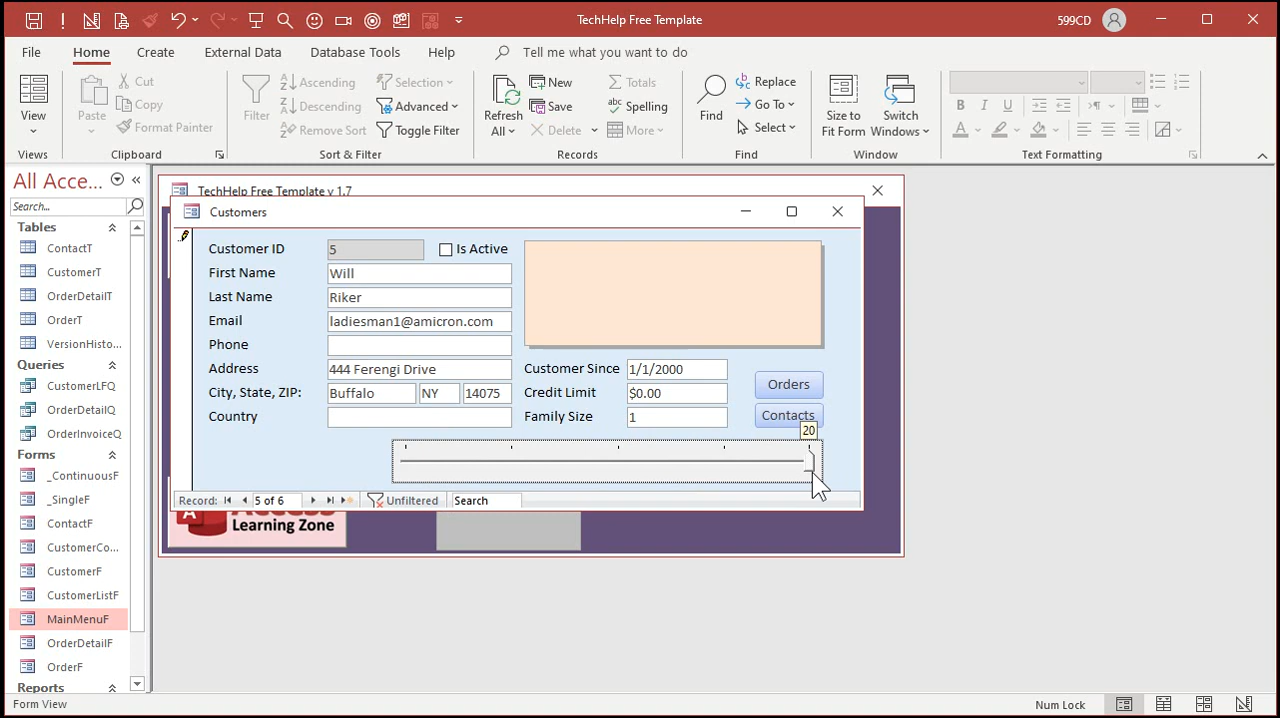 TechHelp Free Template
599CD
File Home Create External Data Database Tools Help Tell me what you want to do
View
Views
Paste
Cut
Copy
Format Painter
Clipboard
Filter
Ascending
Descending
Remove Sort
Selection
Advanced
Toggle Filter
Sort & Filter
Refresh
All
New
Save
Delete
Totals
Spelling
More
Records
Find
Replace
Go To
Select
Find
Size to
Fit Form
Switch
Windows
Window
B I U
A
Text Formatting
All Acce...
Search...
Tables
ContactT
CustomerT
OrderDetailT
OrderT
VersionHisto...
Queries
CustomerLFQ
OrderDetailQ
OrderInvoiceQ
Forms
_ContinuousF
_SingleF
ContactF
CustomerCo...
CustomerF
CustomerListF
MainMenuF
OrderDetailF
OrderF
Reports
TechHelp Free Template v 1.7
Customers
Customer ID 5 Is Active
First Name Will
Last Name Riker
Email ladiesman1@amicron.com
Phone
Address 444 Ferengi Drive
City, State, ZIP: Buffalo NY 14075
Country
Customer Since 1/1/2000
Credit Limit $0.00
Family Size 1
Orders
Contacts
20
Record: 5 of 6 Unfiltered Search
Learning Zone
Form View
Num Lock